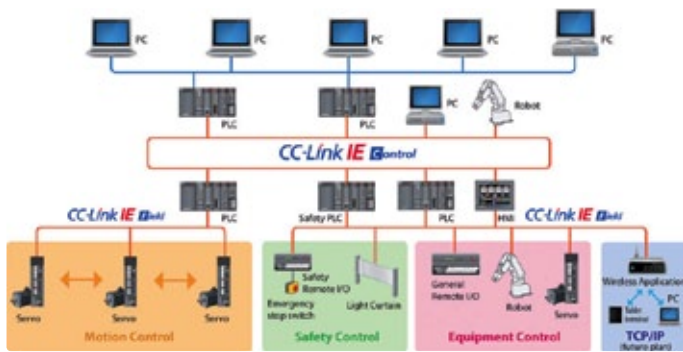 PC
PC
PC
PC
PC
PLC
PLC
PC
Robot
CC-Link IE Control
PLC
Safety PLC
PLC
HMI
CC-Link IE Field
CC-Link IE Field
Servo
Servo
Servo
Motion Control
Safety
Remote I/O
Emergency
stop switch
Light Curtain
Safety Control
General
Remote I/O
Robot
Servo
Equipment Control
Wireless Application
PC
terminal
TCP/IP
(future plan)